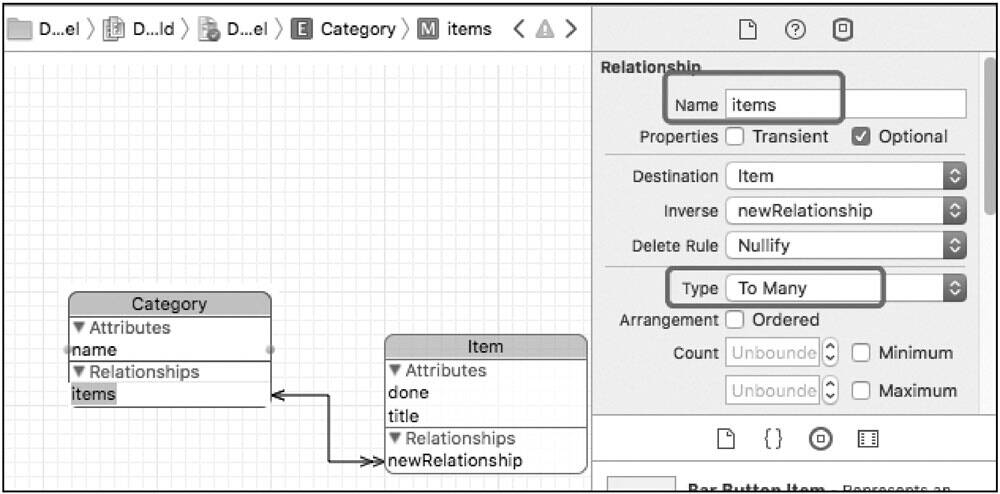 D...el 〉 D...ld 〉 D...el 〉 E Category 〉 M items
Category
Attributes
name
Relationships
items
Item
Attributes
done
title
Relationships
newRelationship
Relationship
Name items
Properties Transient Optional
Destination Item
Inverse newRelationship
Delete Rule Nullify
Type To Many
Arrangement Ordered
Count Unbounde Minimum
Unbounde Maximum
Bar Button Item - Represents an